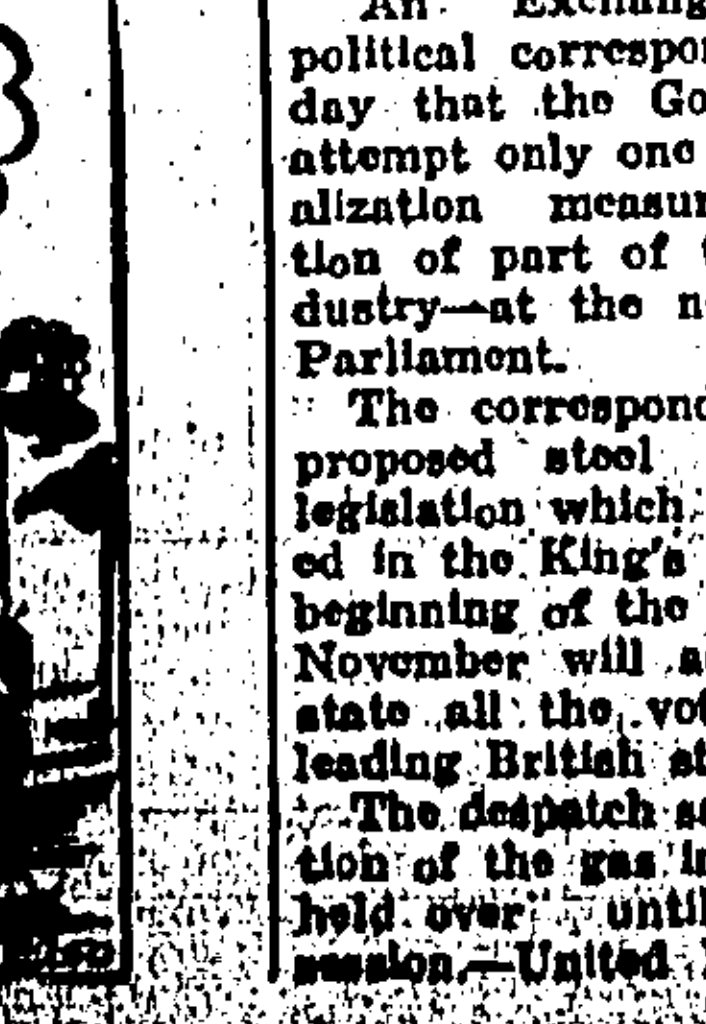 An Exchang
political correspon
day that the Go
attempt only one
alization measur
tion of part of t
dustry—at the n
Parliament.
The correspond
proposed steel
legislation which
ed in the King's
beginning of the
November will a
state all the vot
leading British st
The despatch s
tion of the gas in
held over until
session.—United